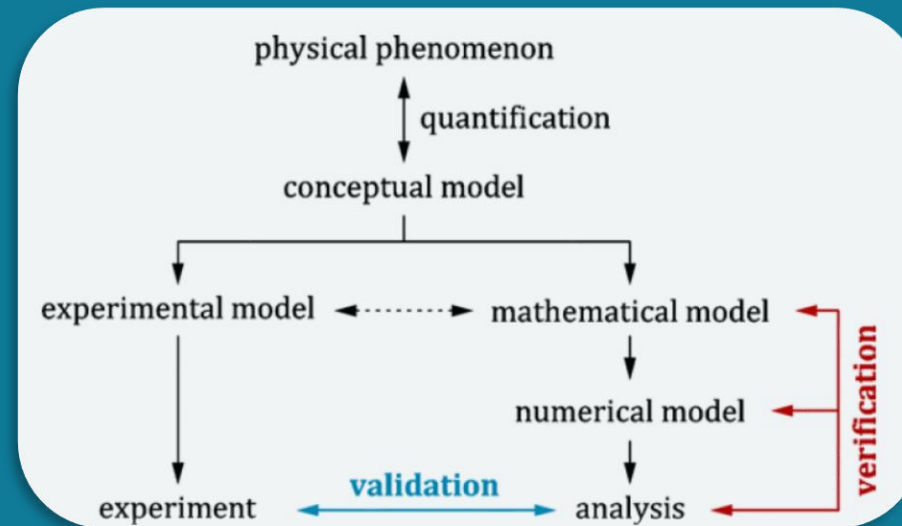 physical phenomenon
quantification
conceptual model
experimental model
mathematical model
numerical model
verification
validation
experiment
analysis